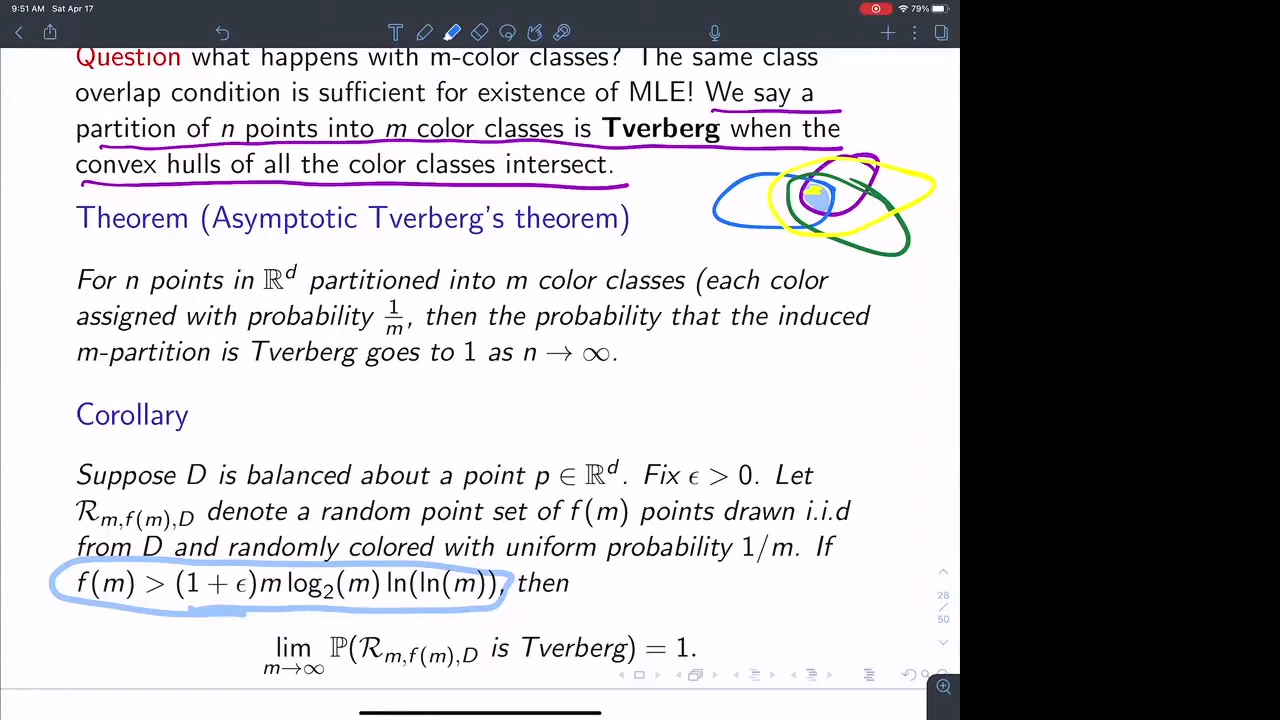 9:51 AM Sat Apr 17
79%
Question what happens with m-color classes? The same class
overlap condition is sufficient for existence of MLE! We say a
partition of n points into m color classes is Tverberg when the
convex hulls of all the color classes intersect.
Theorem (Asymptotic Tverberg's theorem)
For n points in ℝᵈ partitioned into m color classes (each color
assigned with probability 1/m, then the probability that the induced
m-partition is Tverberg goes to 1 as n → ∞.
Corollary
Suppose D is balanced about a point p ∈ ℝᵈ. Fix ϵ > 0. Let
ℛ_{m,f(m),D} denote a random point set of f(m) points drawn i.i.d
from D and randomly colored with uniform probability 1/m. If
f(m) > (1 + ϵ)m log₂(m) ln(ln(m)), then
lim_{m→∞} ℙ(ℛ_{m,f(m),D} is Tverberg) = 1.
28
/
50